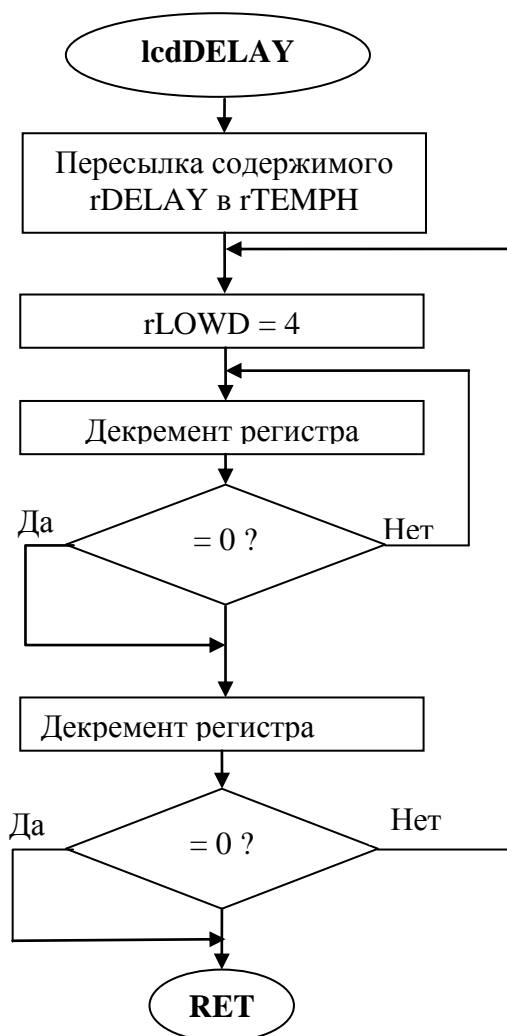 lcdDELAY
Пересылка содержимого
rDELAY в rTEMPH
rLOWD = 4
Декремент регистра
Да
= 0 ?
Нет
Декремент регистра
Да
= 0 ?
Нет
RET